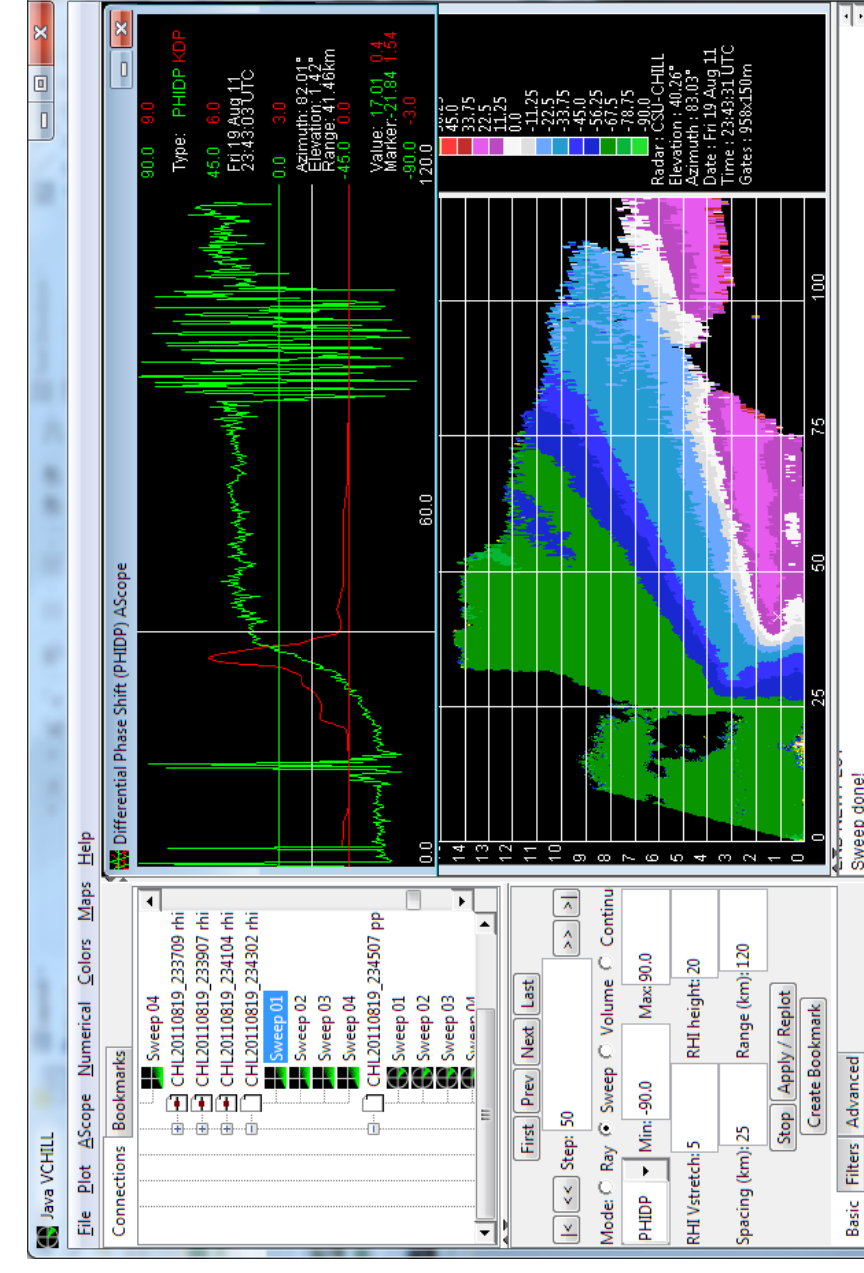 Java VCHILL
File Plot AScope Numerical Colors Maps Help
Connections Bookmarks
Sweep 04
CHL20110819_233709 rhi
CHL20110819_233907 rhi
CHL20110819_234104 rhi
CHL20110819_234302 rhi
Sweep 01
Sweep 02
Sweep 03
Sweep 04
CHL20110819_234507 pp
Sweep 01
Sweep 02
Sweep 03
Sweep 04
First Prev Next Last
|< << Step: 50 >> >|
Mode: Ray Sweep Volume Continu
PHIDP Min: -90.0 Max: 90.0
RHI Vstretch: 5 RHI height: 20
Spacing (km): 25 Range (km): 120
Stop Apply / Replot
Create Bookmark
Basic Filters Advanced
Differential Phase Shift (PHIDP) AScope
90.0 9.0
Type: PHIDP KDP
45.0 6.0
Fri 19 Aug 11
23:43:03 UTC
0.0 3.0
Azimuth: 82.01°
Elevation: 1.42°
Range: 41.46km
-45.0 0.0
Value: 17.01 0.4
Marker: -21.84 1.54
-90.0 -3.0
0.0 60.0 120.0
14
13
12
11
10
9
8
7
6
5
4
3
2
1
0
0 25 50 75 100
45.0
33.75
22.5
11.25
0.0
-11.25
-22.5
-33.75
-45.0
-56.25
-67.5
-78.75
-90.0
Radar : CSU-CHILL
Elevation : 40.26°
Azimuth : 83.03°
Date : Fri 19 Aug 11
Time : 23:43:31 UTC
Gates : 958x150m
Sweep done!